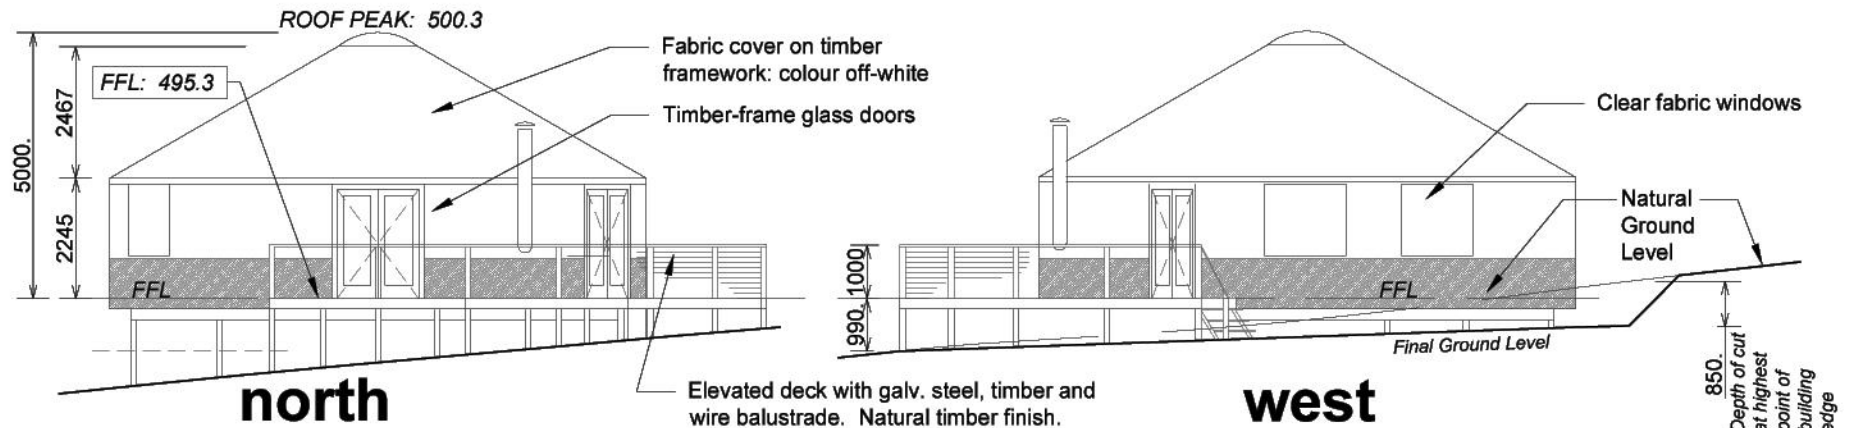 ROOF PEAK: 500.3
FFL: 495.3
5000.
2467
2245
Fabric cover on timber
framework: colour off-white
Timber-frame glass doors
FFL
north
Elevated deck with galv. steel, timber and
wire balustrade. Natural timber finish.
Clear fabric windows
Natural
Ground
Level
1000
990.
FFL
Final Ground Level
west
850.
Depth of cut
at highest
point of
building
edge